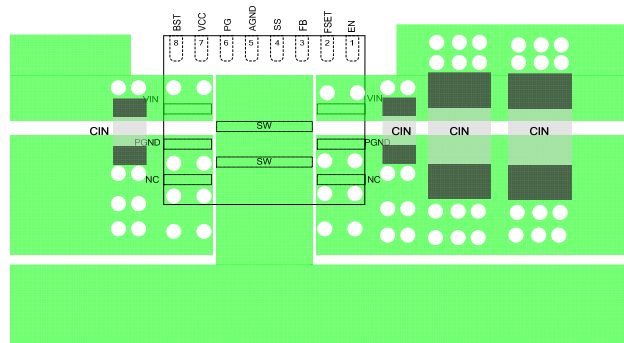 BST VCC PG AGND SS FB FSET EN
8 7 6 5 4 3 2 1
VIN VIN
SW
CIN CIN CIN CIN
PGND PGND
SW
NC NC